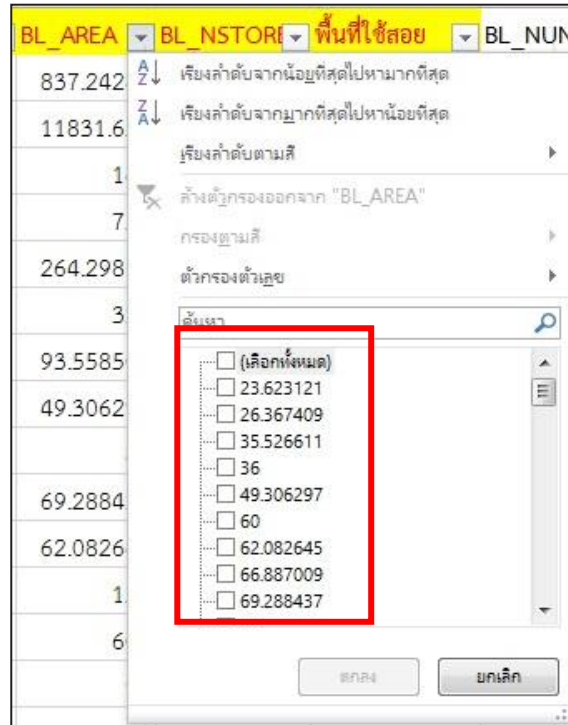 BL_AREA BL_NSTORE พื้นที่ใช้สอย BL_NUN
837.242
11831.6
1
7
264.298
3
93.5585
49.3062
69.2884
62.0826
1
6
เรียงลำดับจากน้อยที่สุดไปหามากที่สุด
เรียงลำดับจากมากที่สุดไปหาน้อยที่สุด
เรียงลำดับตามสี
ล้างตัวกรองออกจาก "BL_AREA"
กรองตามสี
ตัวกรองตัวเลข
ค้นหา
(เลือกทั้งหมด)
23.623121
26.367409
35.526611
36
49.306297
60
62.082645
66.887009
69.288437
ตกลง ยกเลิก